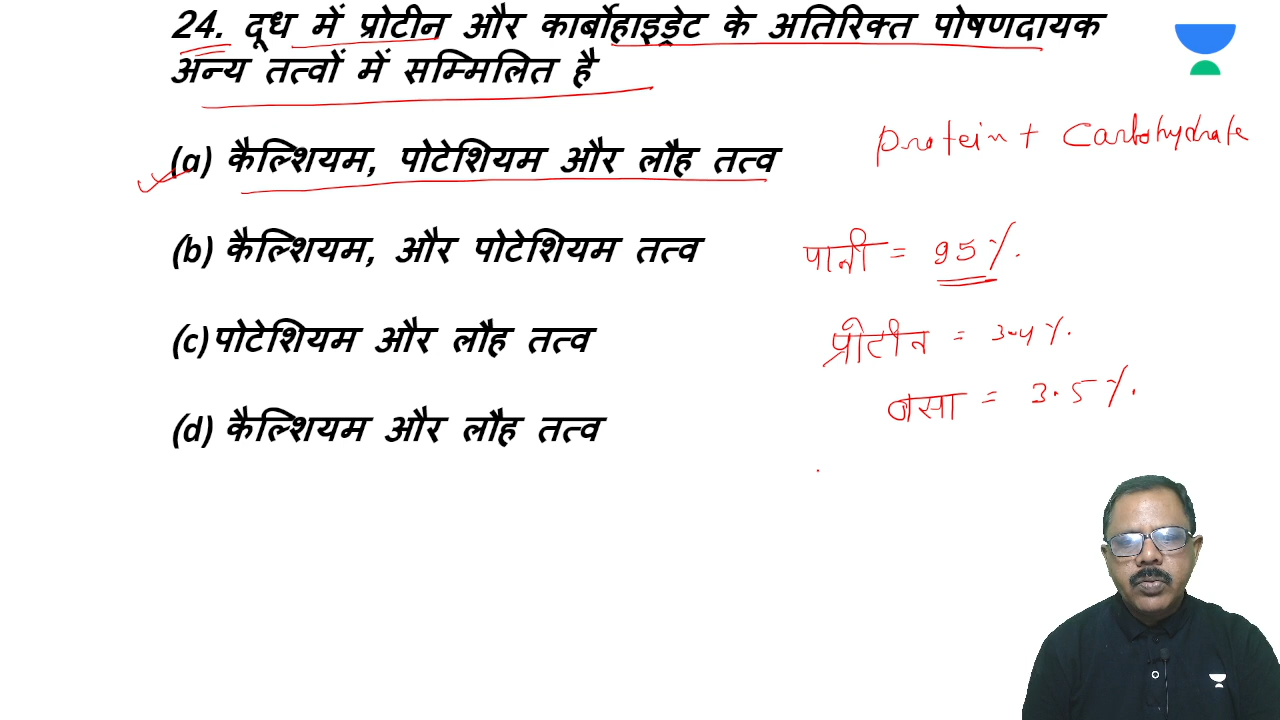 24. दूध में प्रोटीन और कार्बोहाइड्रेट के अतिरिक्त पोषणदायक
अन्य तत्वों में सम्मिलित है
(a) कैल्शियम, पोटेशियम और लौह तत्व
(b) कैल्शियम, और पोटेशियम तत्व
(c)पोटेशियम और लौह तत्व
(d) कैल्शियम और लौह तत्व
Protein + Carbohydrate
पानी = 95%.
प्रोटीन = 3.4%.
वसा = 3.5%.